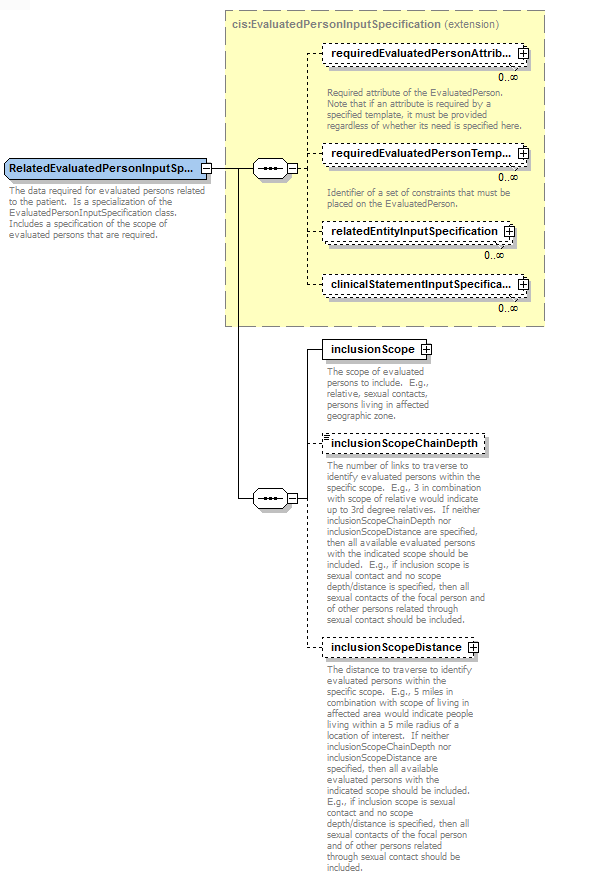 cis:EvaluatedPersonInputSpecification (extension)
requiredEvaluatedPersonAttrib...
0..∞
Required attribute of the EvaluatedPerson.
Note that if an attribute is required by a
specified template, it must be provided
regardless of whether its need is specified here.
requiredEvaluatedPersonTemp...
0..∞
Identifier of a set of constraints that must be
placed on the EvaluatedPerson.
relatedEntityInputSpecification
0..∞
clinicalStatementInputSpecifica...
0..∞
RelatedEvaluatedPersonInputSp...
The data required for evaluated persons related
to the patient.  Is a specialization of the
EvaluatedPersonInputSpecification class.
Includes a specification of the scope of
evaluated persons that are required.
inclusionScope
The scope of evaluated
persons to include.  E.g.,
relative, sexual contacts,
persons living in affected
geographic zone.
inclusionScopeChainDepth
The number of links to traverse to
identify evaluated persons within the
specific scope.  E.g., 3 in combination
with scope of relative would indicate
up to 3rd degree relatives.  If neither
inclusionScopeChainDepth nor
inclusionScopeDistance are specified,
then all available evaluated persons
with the indicated scope should be
included.  E.g., if inclusion scope is
sexual contact and no scope
depth/distance is specified, then all
sexual contacts of the focal person and
of other persons related through
sexual contact should be included.
inclusionScopeDistance
The distance to traverse to identify
evaluated persons within the
specific scope.  E.g., 5 miles in
combination with scope of living in
affected area would indicate people
living within a 5 mile radius of a
location of interest.  If neither
inclusionScopeChainDepth nor
inclusionScopeDistance are
specified, then all available
evaluated persons with the
indicated scope should be included.
E.g., if inclusion scope is sexual
contact and no scope
depth/distance is specified, then all
sexual contacts of the focal person
and of other persons related
through sexual contact should be
included.